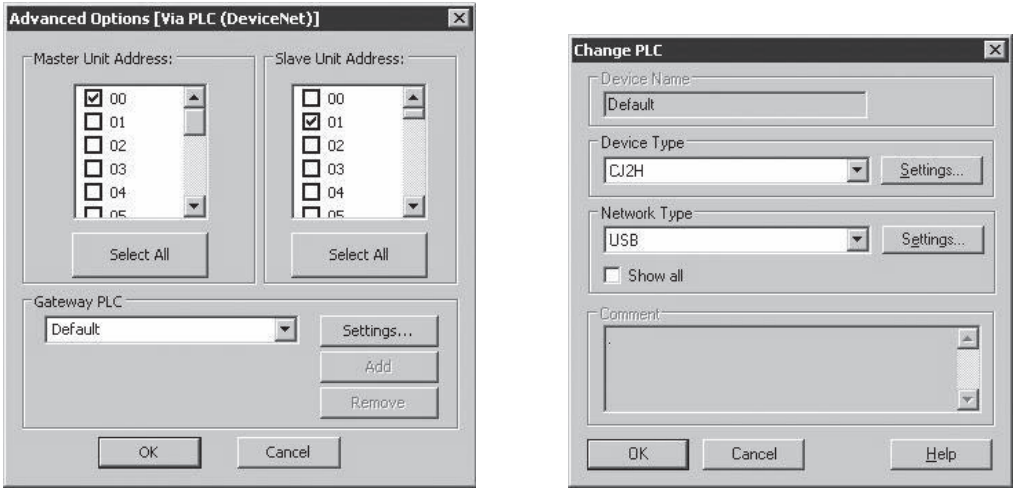 Advanced Options [Via PLC (DeviceNet)]
Master Unit Address:
00
01
02
03
04
05
Select All
Slave Unit Address:
00
01
02
03
04
05
Select All
Gateway PLC
Default
Settings...
Add
Remove
OK
Cancel
Change PLC
Device Name
Default
Device Type
CJ2H
Settings...
Network Type
USB
Settings...
Show all
Comment
.
OK
Cancel
Help